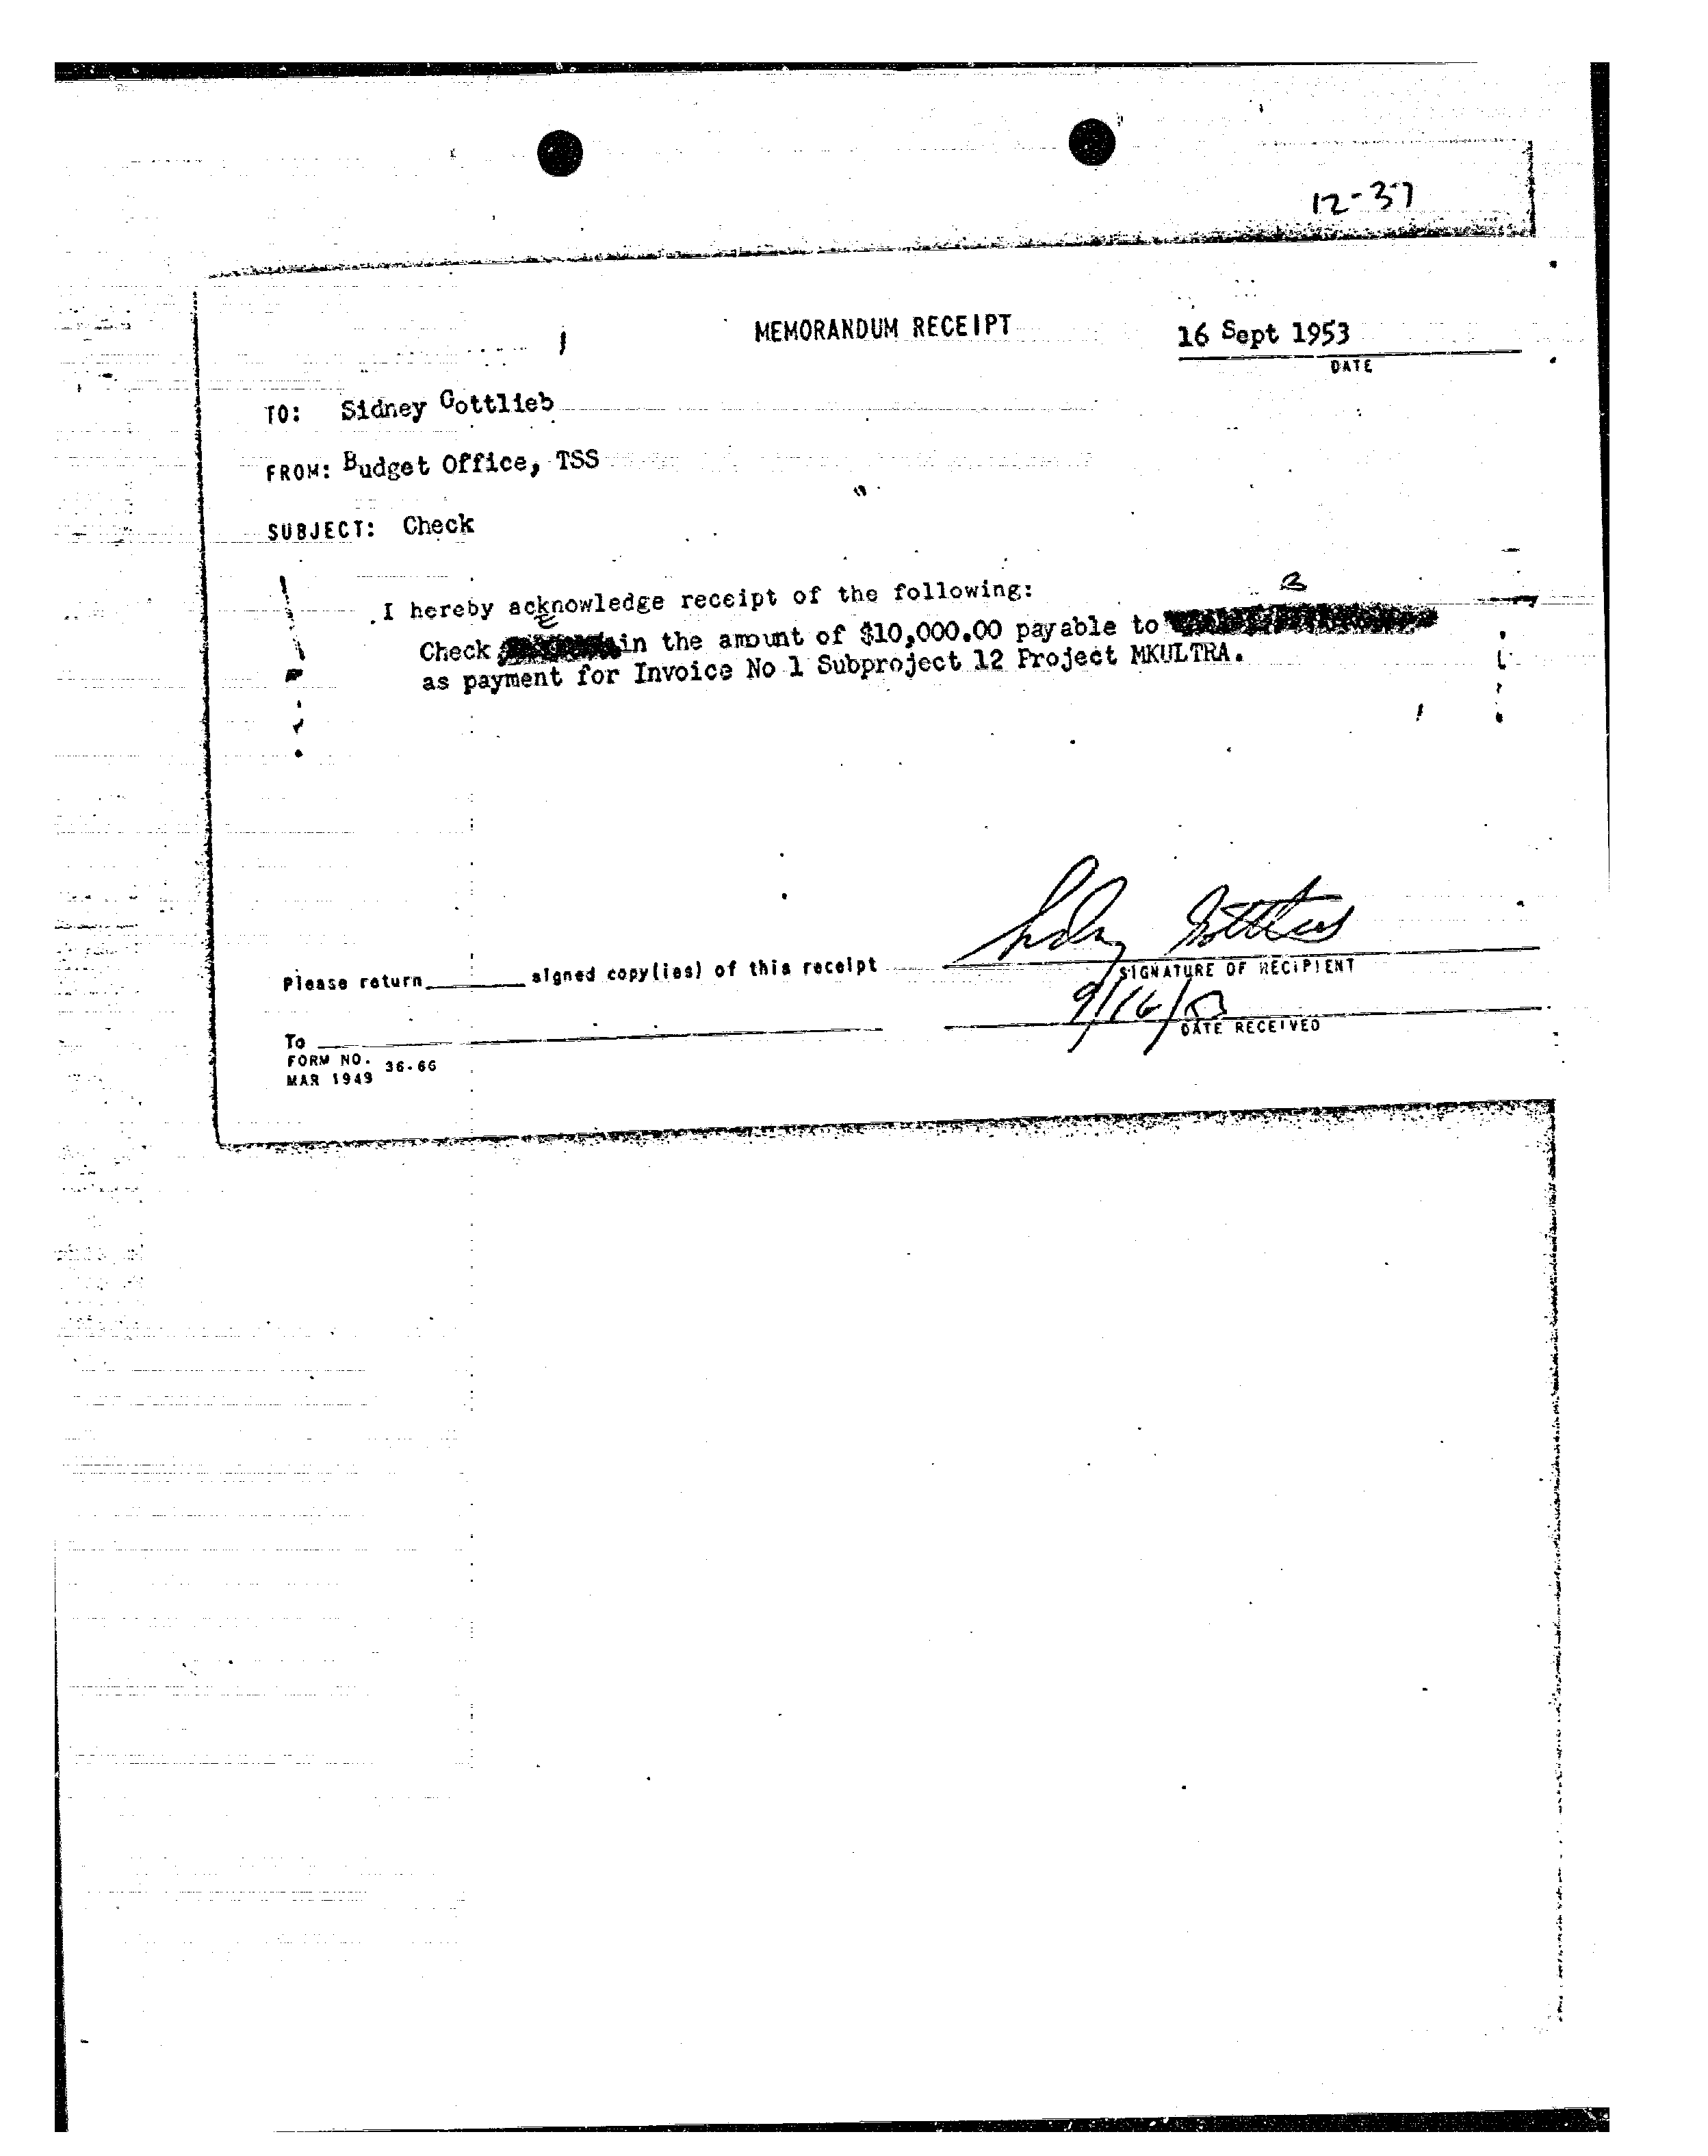 12-37
MEMORANDUM RECEIPT
16 Sept 1953
DATE
TO: Sidney Gottlieb
FROM: Budget Office, TSS
SUBJECT: Check
I hereby acknowledge receipt of the following:
B
Check in the amount of $10,000.00 payable to
as payment for Invoice No 1 Subproject 12 Project MKULTRA.
Sidney Gottlieb
Please return signed copy(ies) of this receipt
SIGNATURE OF RECIPIENT
9/16/53
To
DATE RECEIVED
FORM NO. 36-66
MAR 1949